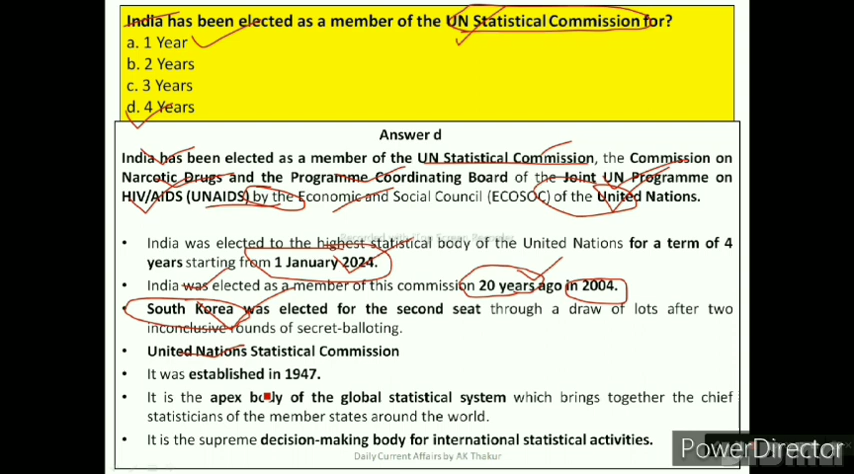 India has been elected as a member of the UN Statistical Commission for?
a. 1 Year
b. 2 Years
c. 3 Years
d. 4 Years
Answer d
India has been elected as a member of the UN Statistical Commission, the Commission on
Narcotic Drugs and the Programme Coordinating Board of the Joint UN Programme on
HIV/AIDS (UNAIDS) by the Economic and Social Council (ECOSOC) of the United Nations.
• India was elected to the highest statistical body of the United Nations for a term of 4
years starting from 1 January 2024.
• India was elected as a member of this commission 20 years ago in 2004.
• South Korea was elected for the second seat through a draw of lots after two
inconclusive rounds of secret-balloting.
• United Nations Statistical Commission
• It was established in 1947.
• It is the apex body of the global statistical system which brings together the chief
statisticians of the member states around the world.
• It is the supreme decision-making body for international statistical activities.
Daily Current Affairs by AK Thakur
PowerDirector